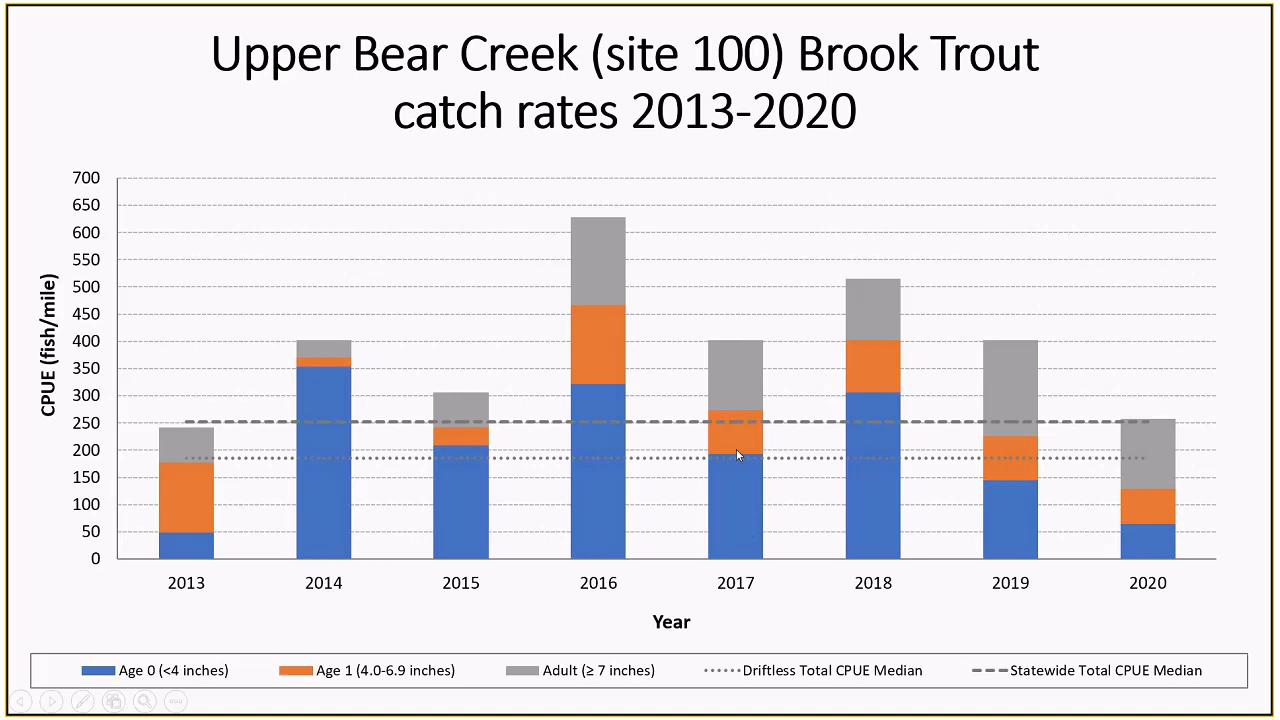 Upper Bear Creek (site 100) Brook Trout
catch rates 2013-2020
700
650
600
550
500
450
400
350
300
250
200
150
100
50
0
CPUE (fish/mile)
2013 2014 2015 2016 2017 2018 2019 2020
Year
Age 0 (<4 inches) Age 1 (4.0-6.9 inches) Adult (≥ 7 inches) Driftless Total CPUE Median Statewide Total CPUE Median